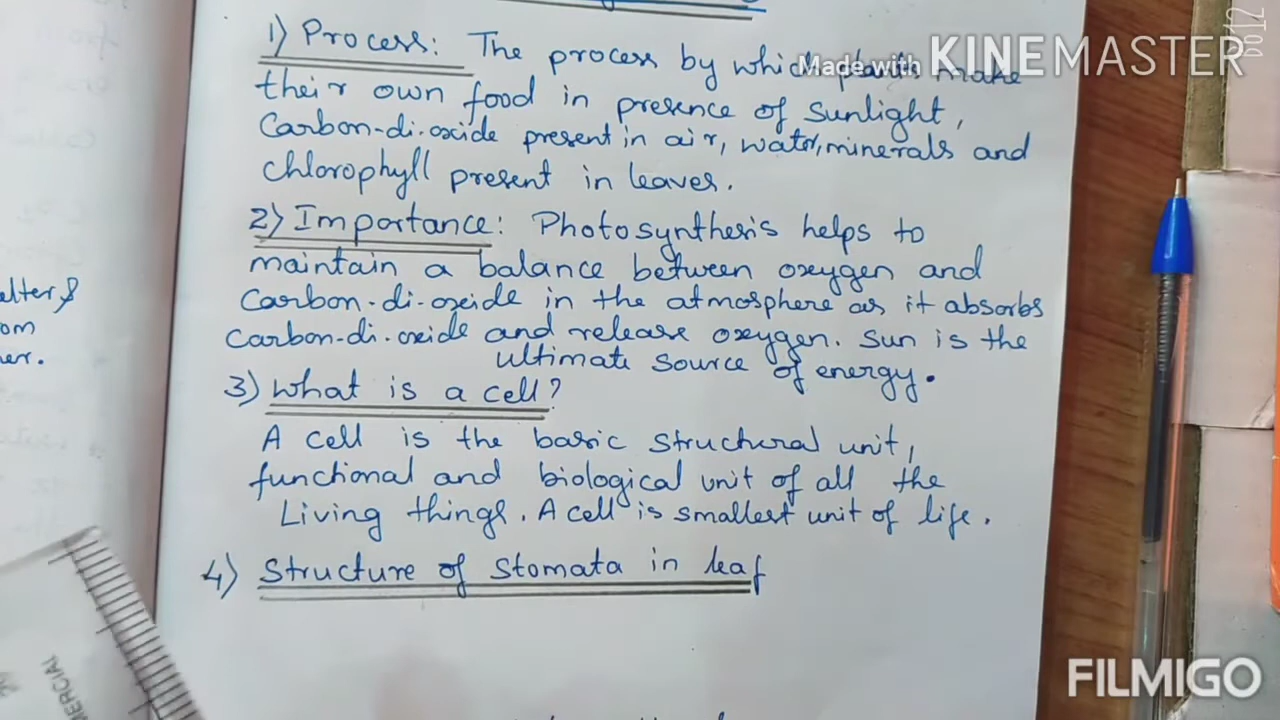 1) Process: The process by which plants make
their own food in presence of Sunlight,
Carbon-di-oxide present in air, water, minerals and
chlorophyll present in leaves.
2) Importance: Photosynthesis helps to
maintain a balance between oxygen and
Carbon-di-oxide in the atmosphere as it absorbs
Carbon-di-oxide and release oxygen. Sun is the
ultimate source of energy.
3) What is a cell?
A cell is the basic structural unit,
functional and biological unit of all the
Living things. A cell is smallest unit of life.
4) Structure of Stomata in leaf
Made with KINEMASTER
FILMIGO
elter &
om
er.
MERCIAL